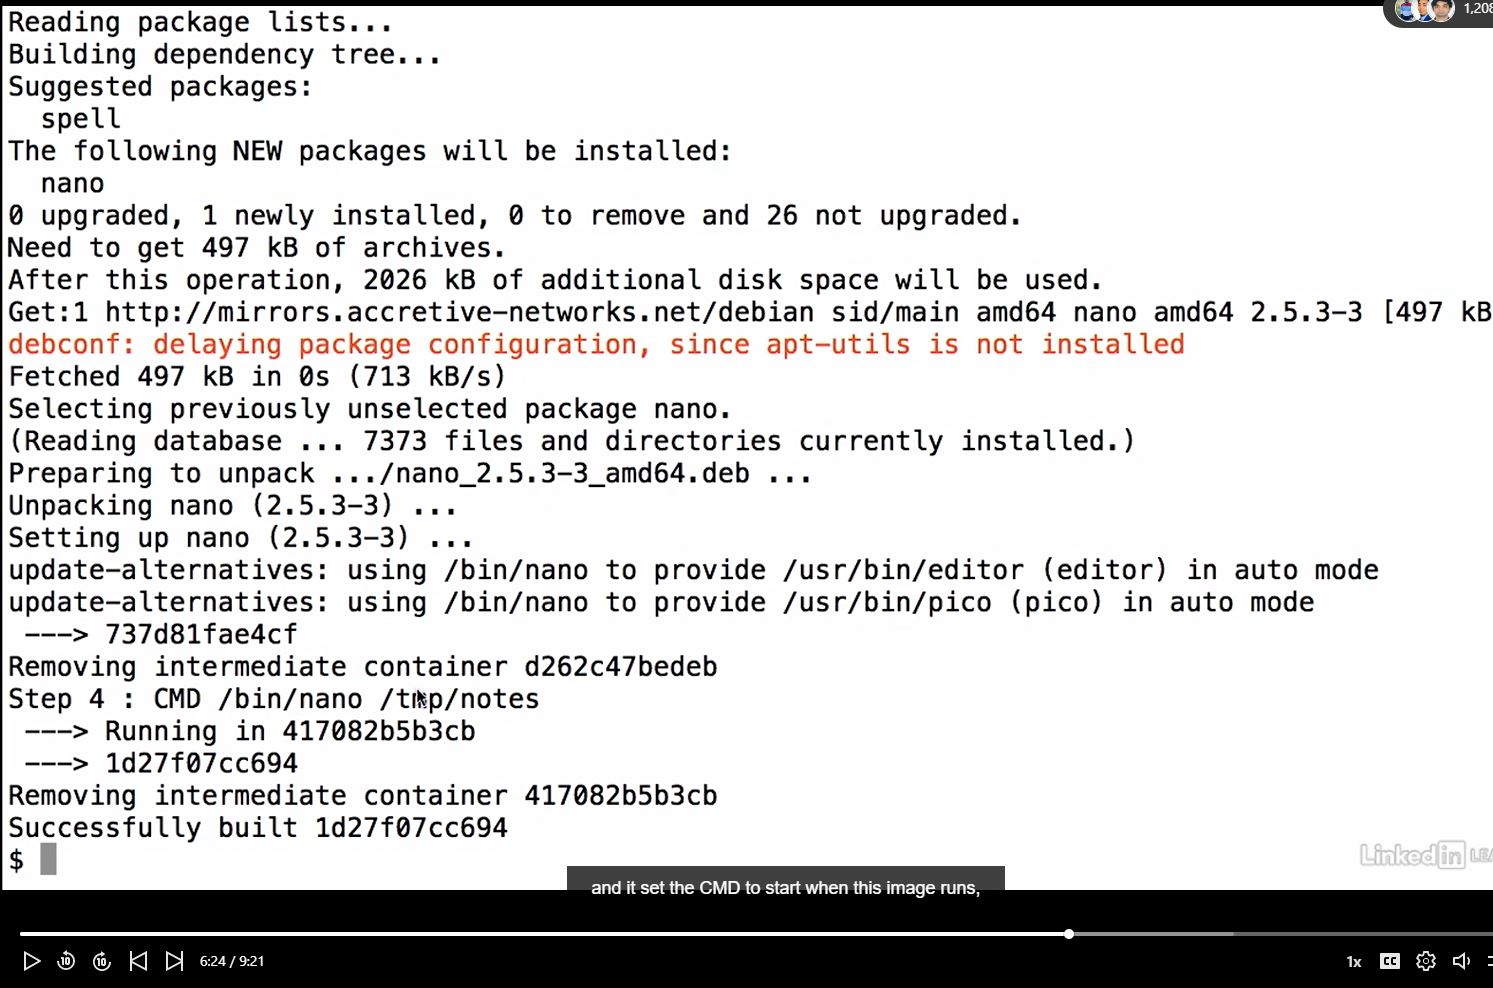 1,208
Reading package lists...
Building dependency tree...
Suggested packages:
  spell
The following NEW packages will be installed:
  nano
0 upgraded, 1 newly installed, 0 to remove and 26 not upgraded.
Need to get 497 kB of archives.
After this operation, 2026 kB of additional disk space will be used.
Get:1 http://mirrors.accretive-networks.net/debian sid/main amd64 nano amd64 2.5.3-3 [497 kB
debconf: delaying package configuration, since apt-utils is not installed
Fetched 497 kB in 0s (713 kB/s)
Selecting previously unselected package nano.
(Reading database ... 7373 files and directories currently installed.)
Preparing to unpack .../nano_2.5.3-3_amd64.deb ...
Unpacking nano (2.5.3-3) ...
Setting up nano (2.5.3-3) ...
update-alternatives: using /bin/nano to provide /usr/bin/editor (editor) in auto mode
update-alternatives: using /bin/nano to provide /usr/bin/pico (pico) in auto mode
 ---> 737d81fae4cf
Removing intermediate container d262c47bedeb
Step 4 : CMD /bin/nano /tmp/notes
 ---> Running in 417082b5b3cb
 ---> 1d27f07cc694
Removing intermediate container 417082b5b3cb
Successfully built 1d27f07cc694
$
Linked in LEA
and it set the CMD to start when this image runs,
10 10 6:24 / 9:21 1x CC